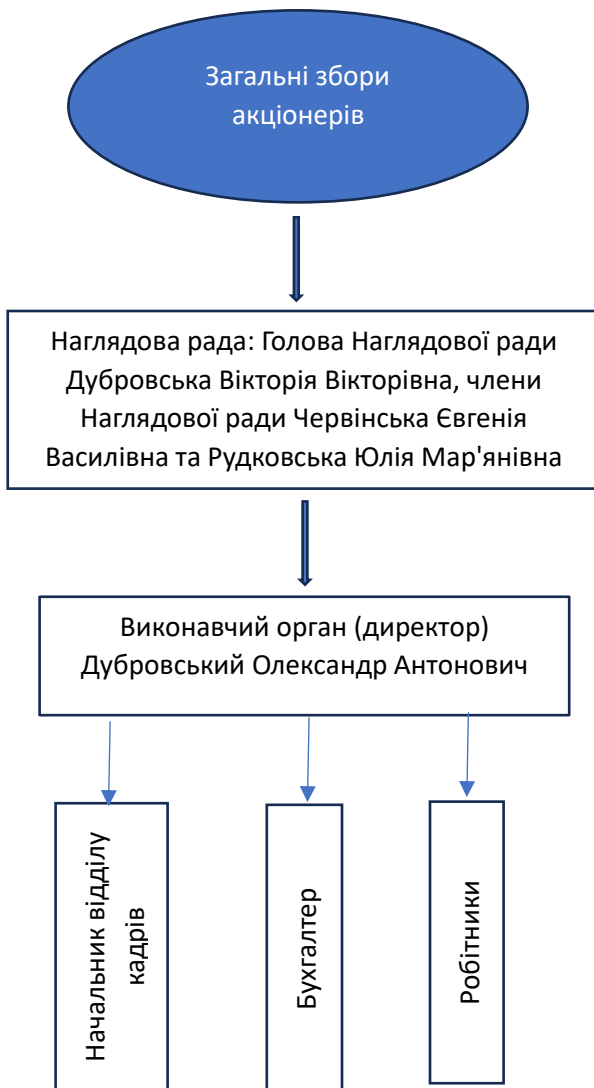 Загальні збори
акціонерів
Наглядова рада: Голова Наглядової ради
Дубровська Вікторія Вікторівна, члени
Наглядової ради Червінська Євгенія
Василівна та Рудковська Юлія Мар'янівна
Виконавчий орган (директор)
Дубровський Олександр Антонович
Начальник відділу
кадрів
Бухгалтер
Робітники